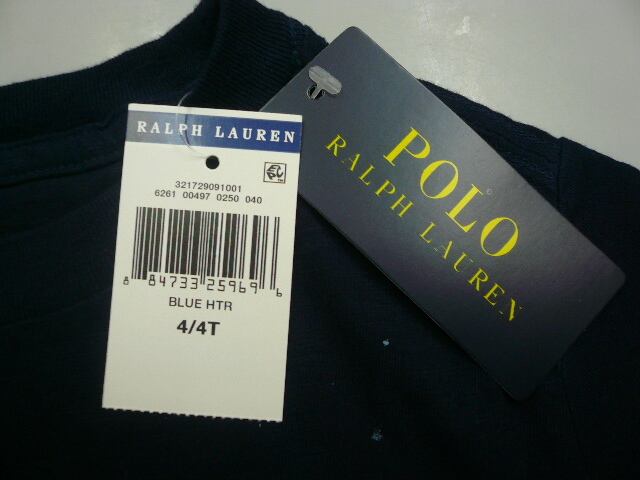 RALPH LAUREN
321729091001
6261 00497 0250 040
8 84733 25969 6
BLUE HTR
4/4T
POLO
RALPH LAUREN